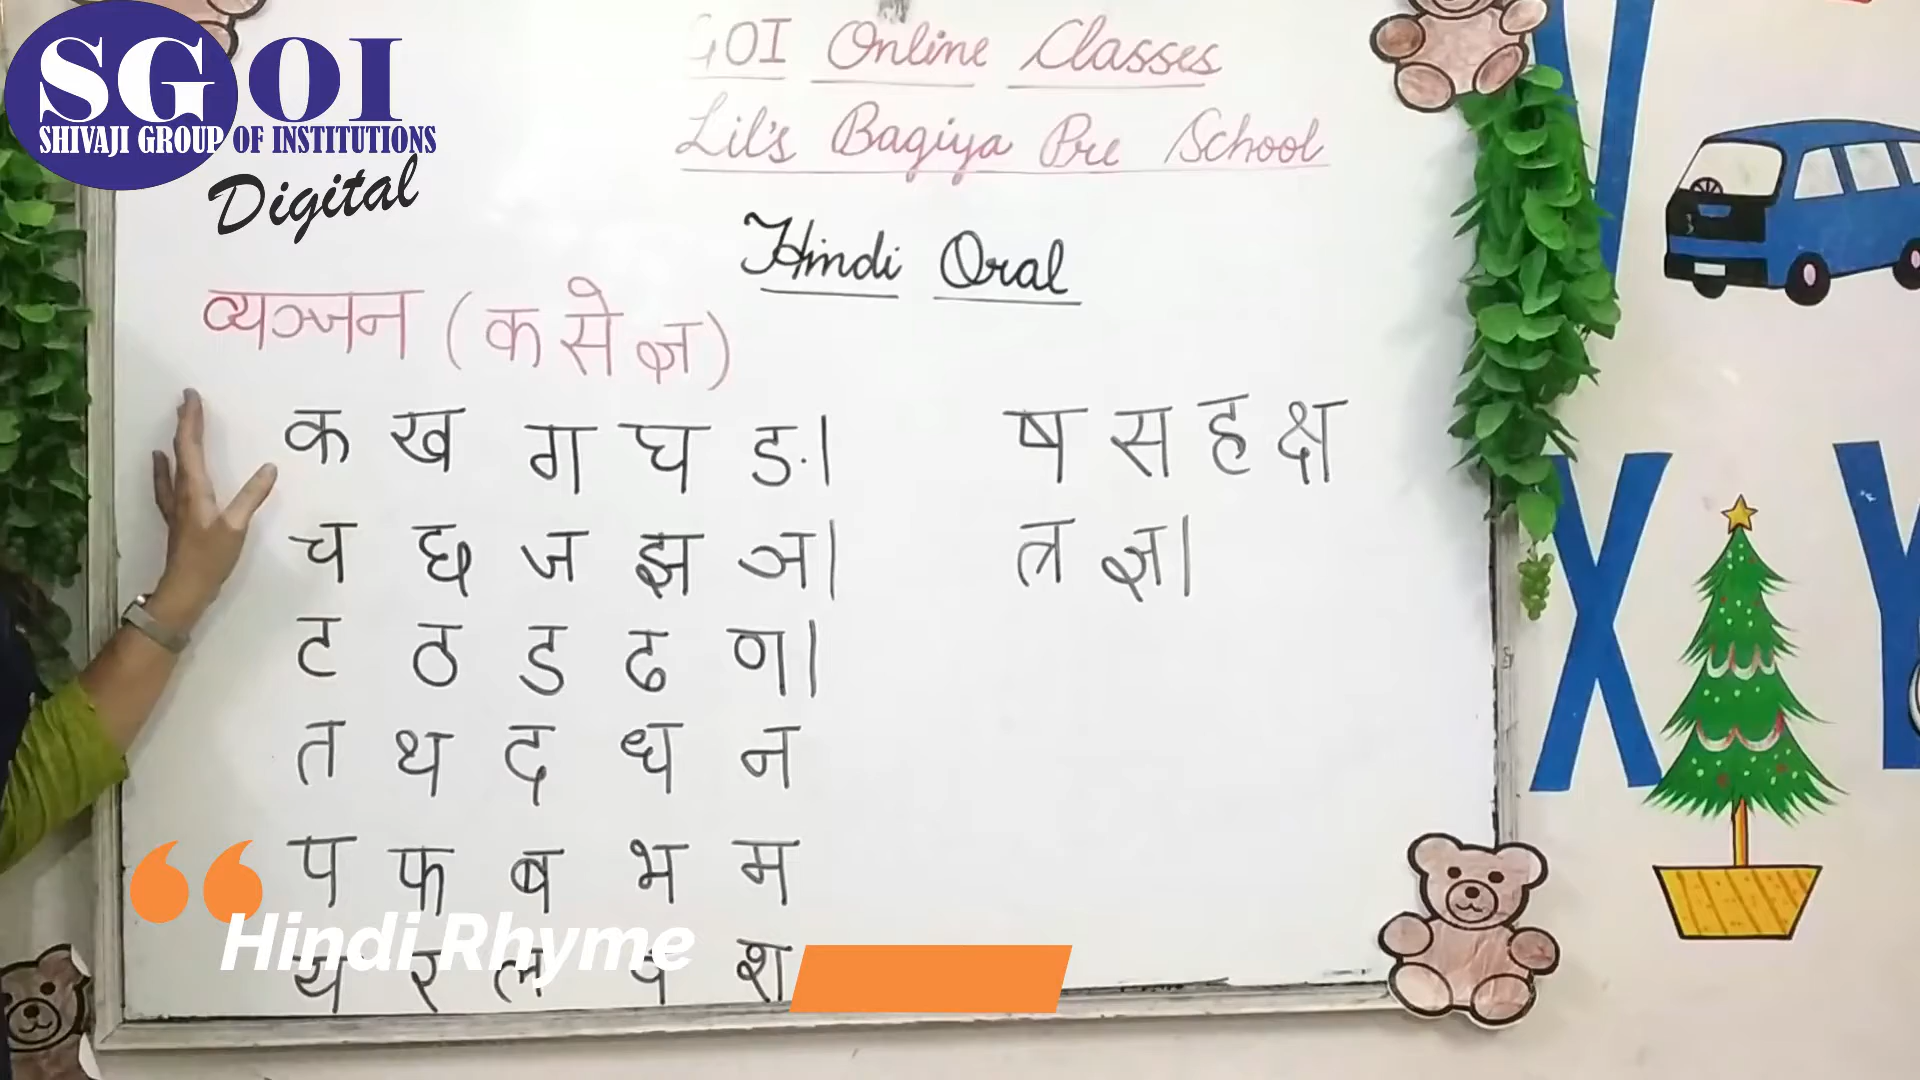 SGOI
SHIVAJI GROUP OF INSTITUTIONS
Digital
GOI Online Classes
Lil's Bagiya Pre School
Hindi Oral
व्यञ्जन (क से ज्ञ)
क ख ग घ ङ।
च छ ज झ ञ।
ट ठ ड ढ ण।
त थ द ध न
प फ ब भ म
य र ल व श
ष स ह क्ष
त्र ज्ञ।
Hindi Rhyme
V
X Y